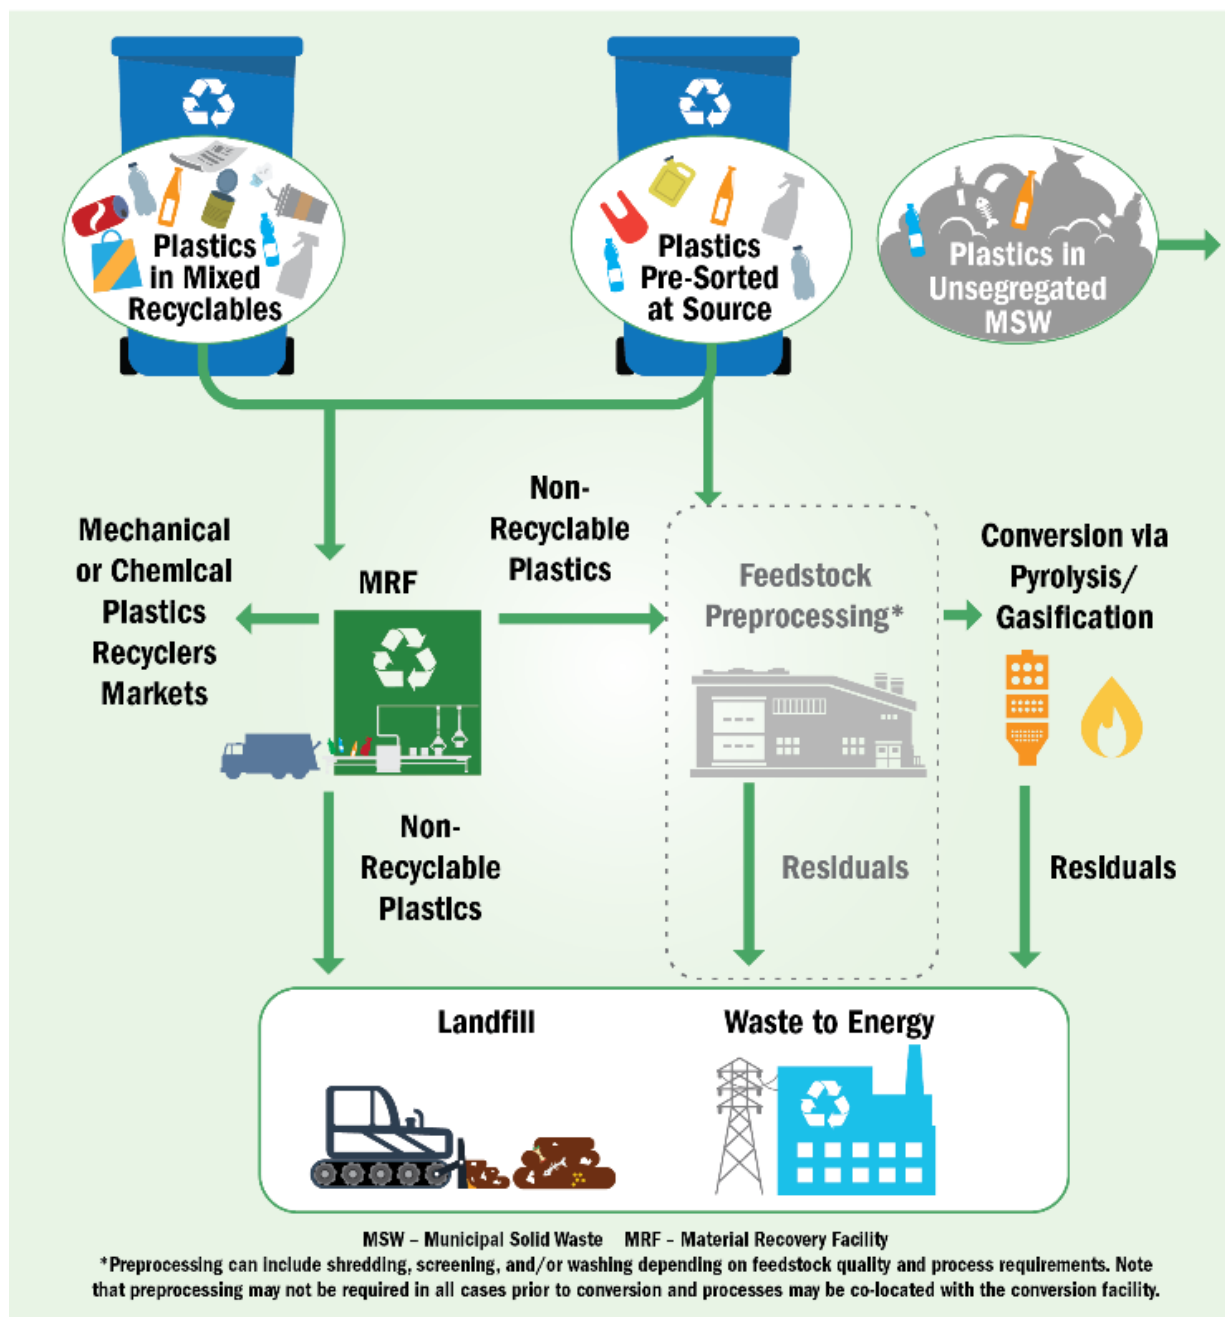 Plastics
in Mixed
Recyclables
Plastics
Pre-Sorted
at Source
Plastics in
Unsegregated
MSW
Mechanical
or Chemical
Plastics
Recyclers
Markets
MRF
Non-
Recyclable
Plastics
Feedstock
Preprocessing*
Conversion via
Pyrolysis/
Gasification
Non-
Recyclable
Plastics
Residuals
Residuals
Landfill
Waste to Energy
MSW – Municipal Solid Waste MRF – Material Recovery Facility
*Preprocessing can include shredding, screening, and/or washing depending on feedstock quality and process requirements. Note
that preprocessing may not be required in all cases prior to conversion and processes may be co-located with the conversion facility.